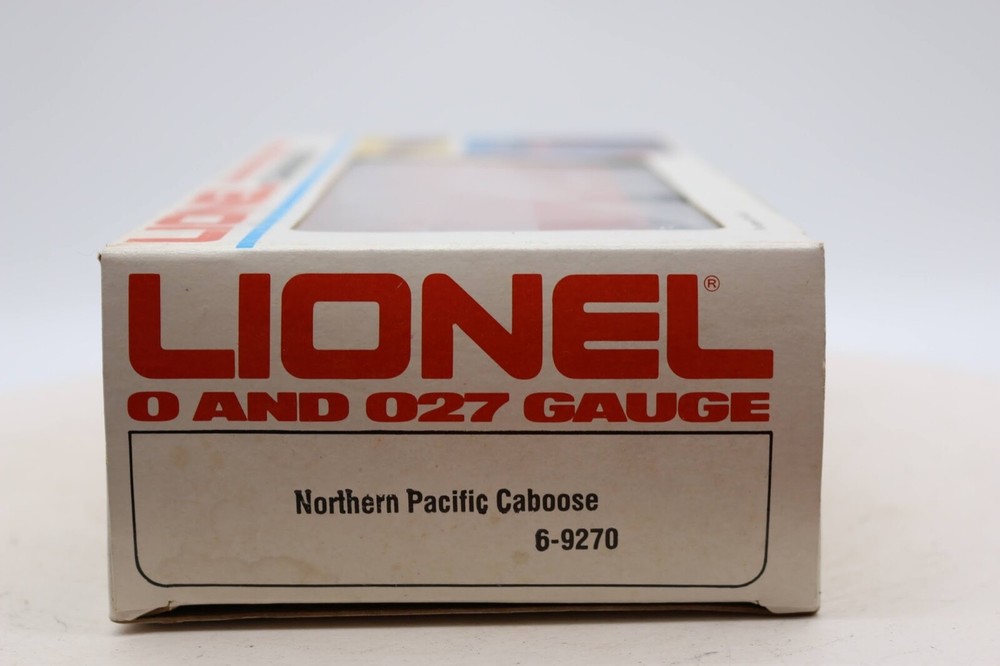 LIONEL®
O AND O27 GAUGE
Northern Pacific Caboose
6-9270